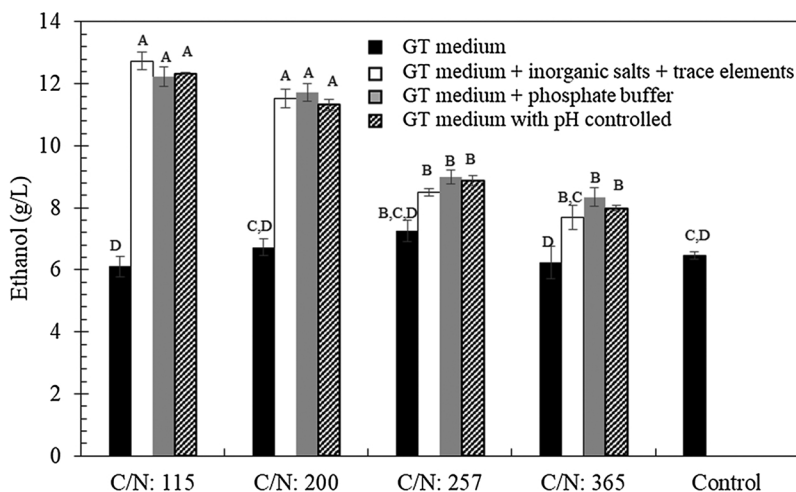 14
12
10
8
6
4
2
0
Ethanol (g/L)
GT medium
GT medium + inorganic salts + trace elements
GT medium + phosphate buffer
GT medium with pH controlled
D
A
A
A
C,D
A
A
A
B,C,D
B
B
B
D
B,C
B
B
C,D
C/N: 115
C/N: 200
C/N: 257
C/N: 365
Control